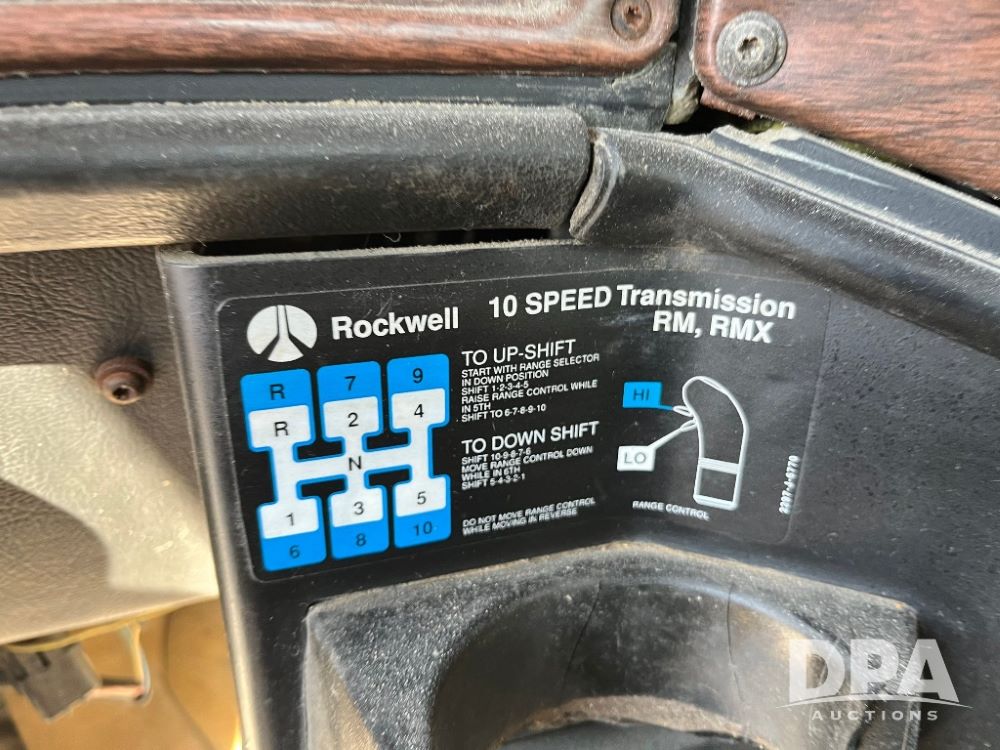 Rockwell
10 SPEED Transmission
RM, RMX
R 7 9
R 2 4
N
1 3 5
6 8 10
TO UP-SHIFT
START WITH RANGE SELECTOR
IN DOWN POSITION
SHIFT 1-2-3-4-5
RAISE RANGE CONTROL WHILE
IN 5TH
SHIFT TO 6-7-8-9-10
TO DOWN SHIFT
SHIFT 10-9-8-7-6
MOVE RANGE CONTROL DOWN
WHILE IN 6TH
SHIFT 5-4-3-2-1
DO NOT MOVE RANGE CONTROL
WHILE MOVING IN REVERSE
HI
LO
RANGE CONTROL
DPA
AUCTIONS